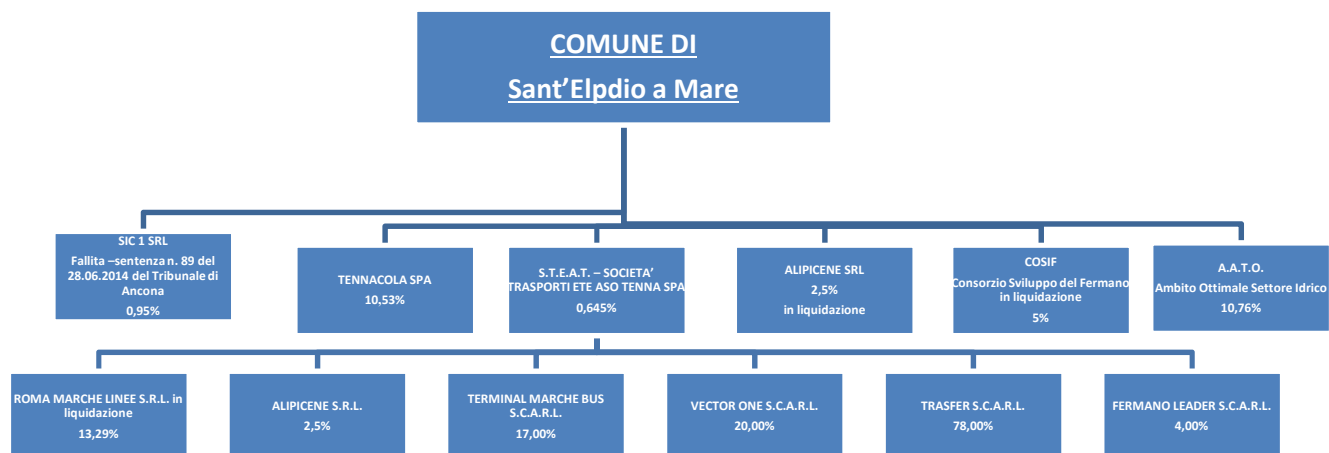 COMUNE DI
Sant’Elpdio a Mare
SIC 1 SRL
Fallita –sentenza n. 89 del
28.06.2014 del Tribunale di
Ancona
0,95%
TENNACOLA SPA
10,53%
S.T.E.A.T. – SOCIETA’
TRASPORTI ETE ASO TENNA SPA
0,645%
ALIPICENE SRL
2,5%
in liquidazione
COSIF
Consorzio Sviluppo del Fermano
in liquidazione
5%
A.A.T.O.
Ambito Ottimale Settore Idrico
10,76%
ROMA MARCHE LINEE S.R.L. in
liquidazione
13,29%
ALIPICENE S.R.L.
2,5%
TERMINAL MARCHE BUS
S.C.A.R.L.
17,00%
VECTOR ONE S.C.A.R.L.
20,00%
TRASFER S.C.A.R.L.
78,00%
FERMANO LEADER S.C.A.R.L.
4,00%